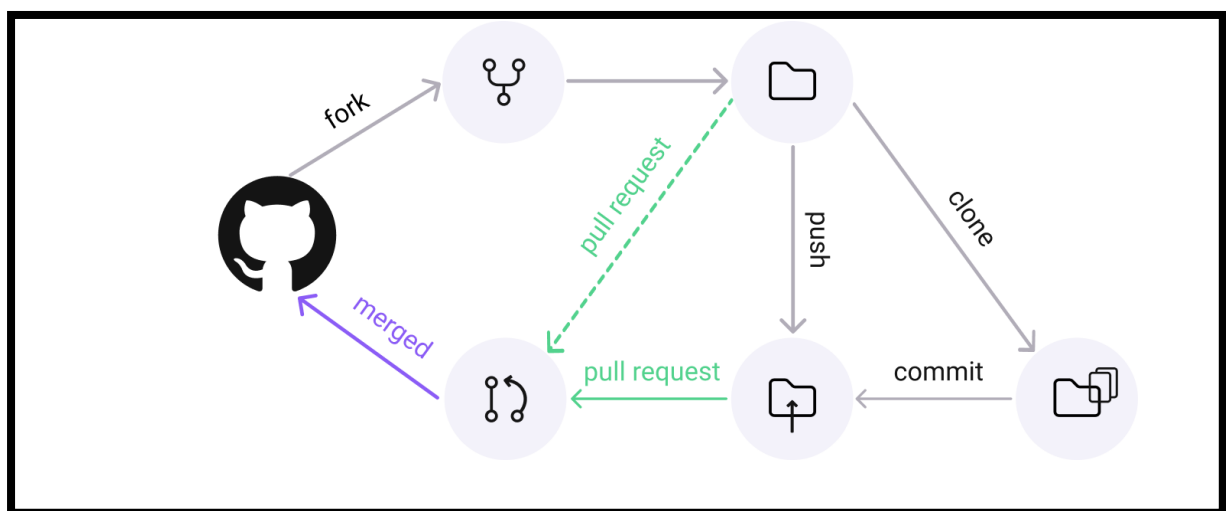 fork
pull request
push
clone
merged
pull request
commit